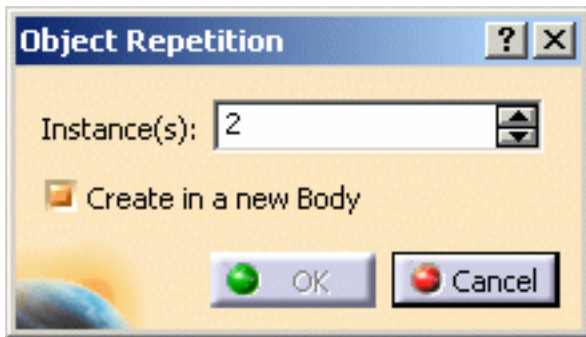 Object Repetition ? X
Instance(s): 2
Create in a new Body
OK Cancel